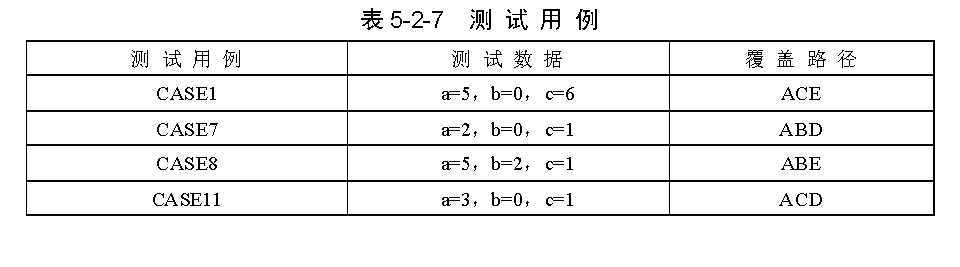 表5-2-7 测试用例
测试用例 测试数据 覆盖路径
CASE1 a=5，b=0，c=6 ACE
CASE7 a=2，b=0，c=1 ABD
CASE8 a=5，b=2，c=1 ABE
CASE11 a=3，b=0，c=1 ACD